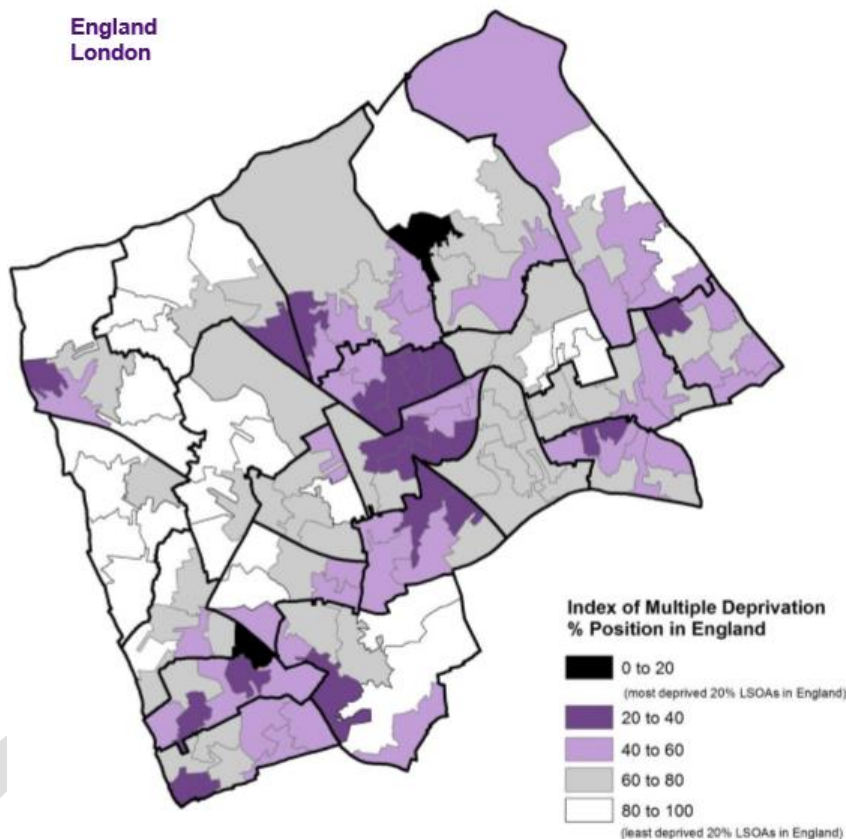 England
London
Index of Multiple Deprivation
% Position in England
0 to 20
(most deprived 20% LSOAs in England)
20 to 40
40 to 60
60 to 80
80 to 100
(least deprived 20% LSOAs in England)